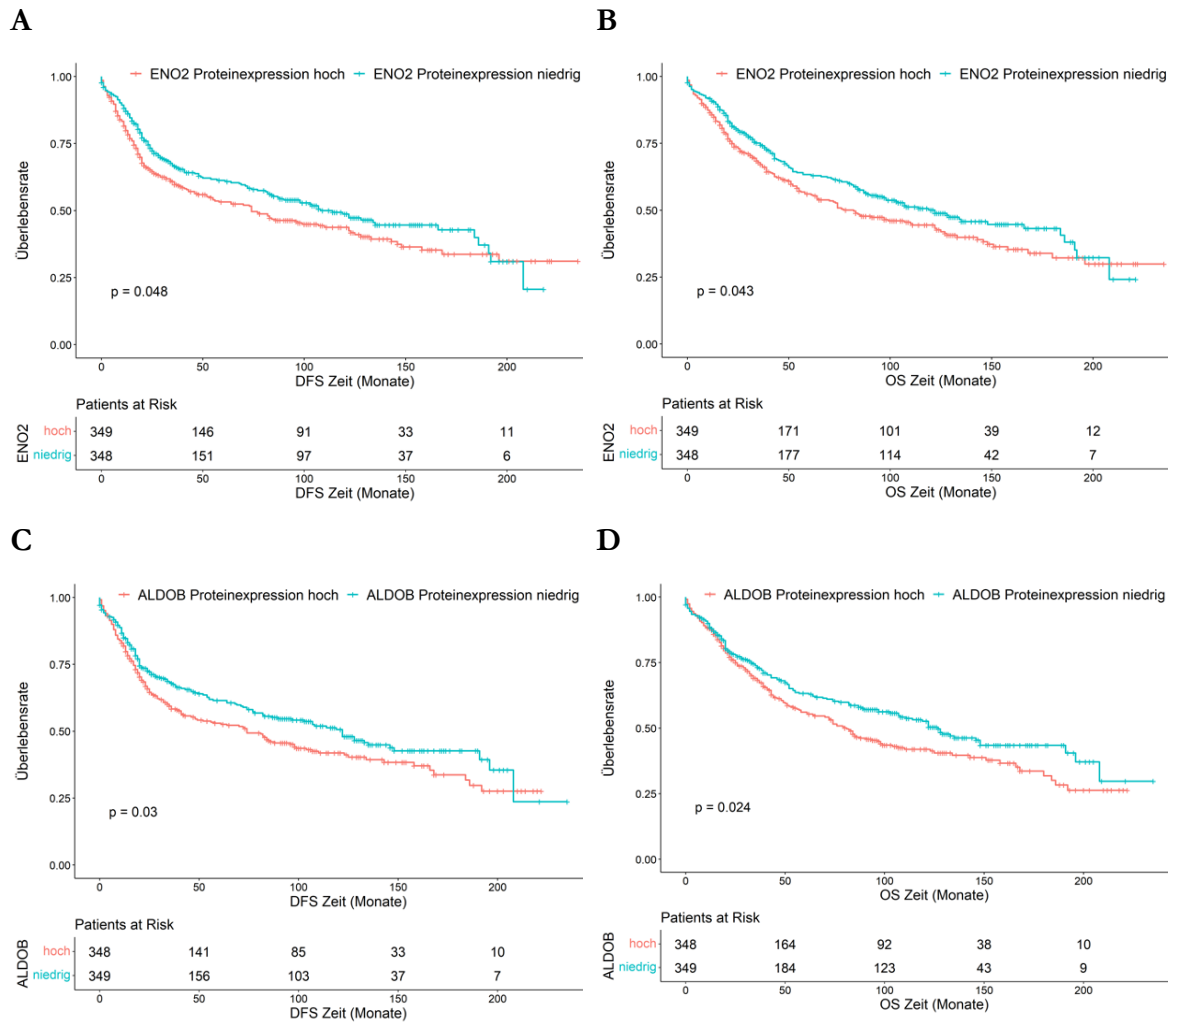 A
ENO2 Proteinexpression hoch ENO2 Proteinexpression niedrig
1.00
0.75
0.50
0.25
0.00
Überlebensrate
p = 0.048
0 50 100 150 200
DFS Zeit (Monate)
Patients at Risk
ENO2
hoch 349 146 91 33 11
niedrig 348 151 97 37 6
0 50 100 150 200
DFS Zeit (Monate)
B
ENO2 Proteinexpression hoch ENO2 Proteinexpression niedrig
1.00
0.75
0.50
0.25
0.00
Überlebensrate
p = 0.043
0 50 100 150 200
OS Zeit (Monate)
Patients at Risk
ENO2
hoch 349 171 101 39 12
niedrig 348 177 114 42 7
0 50 100 150 200
OS Zeit (Monate)
C
ALDOB Proteinexpression hoch ALDOB Proteinexpression niedrig
1.00
0.75
0.50
0.25
0.00
Überlebensrate
p = 0.03
0 50 100 150 200
DFS Zeit (Monate)
Patients at Risk
ALDOB
hoch 348 141 85 33 10
niedrig 349 156 103 37 7
0 50 100 150 200
DFS Zeit (Monate)
D
ALDOB Proteinexpression hoch ALDOB Proteinexpression niedrig
1.00
0.75
0.50
0.25
0.00
Überlebensrate
p = 0.024
0 50 100 150 200
OS Zeit (Monate)
Patients at Risk
ALDOB
hoch 348 164 92 38 10
niedrig 349 184 123 43 9
0 50 100 150 200
OS Zeit (Monate)